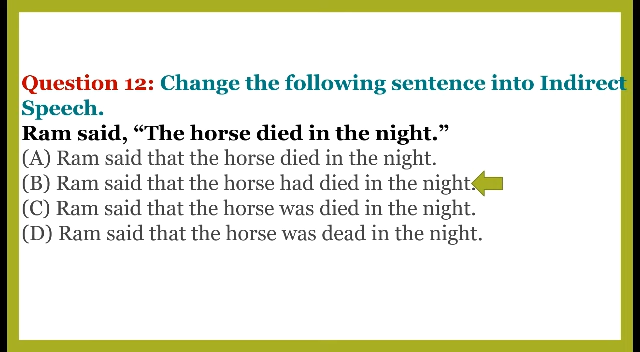 Question 12: Change the following sentence into Indirect
Speech.
Ram said, “The horse died in the night.”
(A) Ram said that the horse died in the night.
(B) Ram said that the horse had died in the night.
(C) Ram said that the horse was died in the night.
(D) Ram said that the horse was dead in the night.